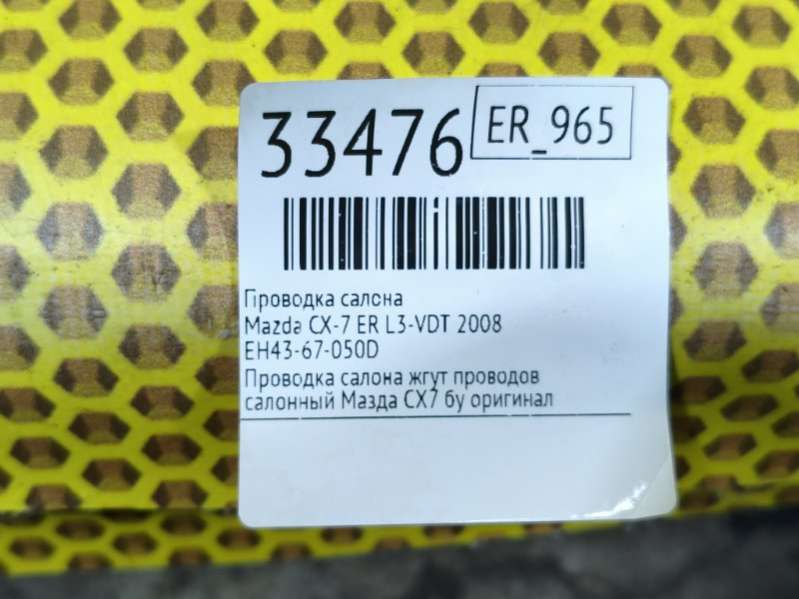 33476
ER_965
Проводка салона
Mazda CX-7 ER L3-VDT 2008
EH43-67-050D
Проводка салона жгут проводов
салонный Мазда CX7 бу оригинал